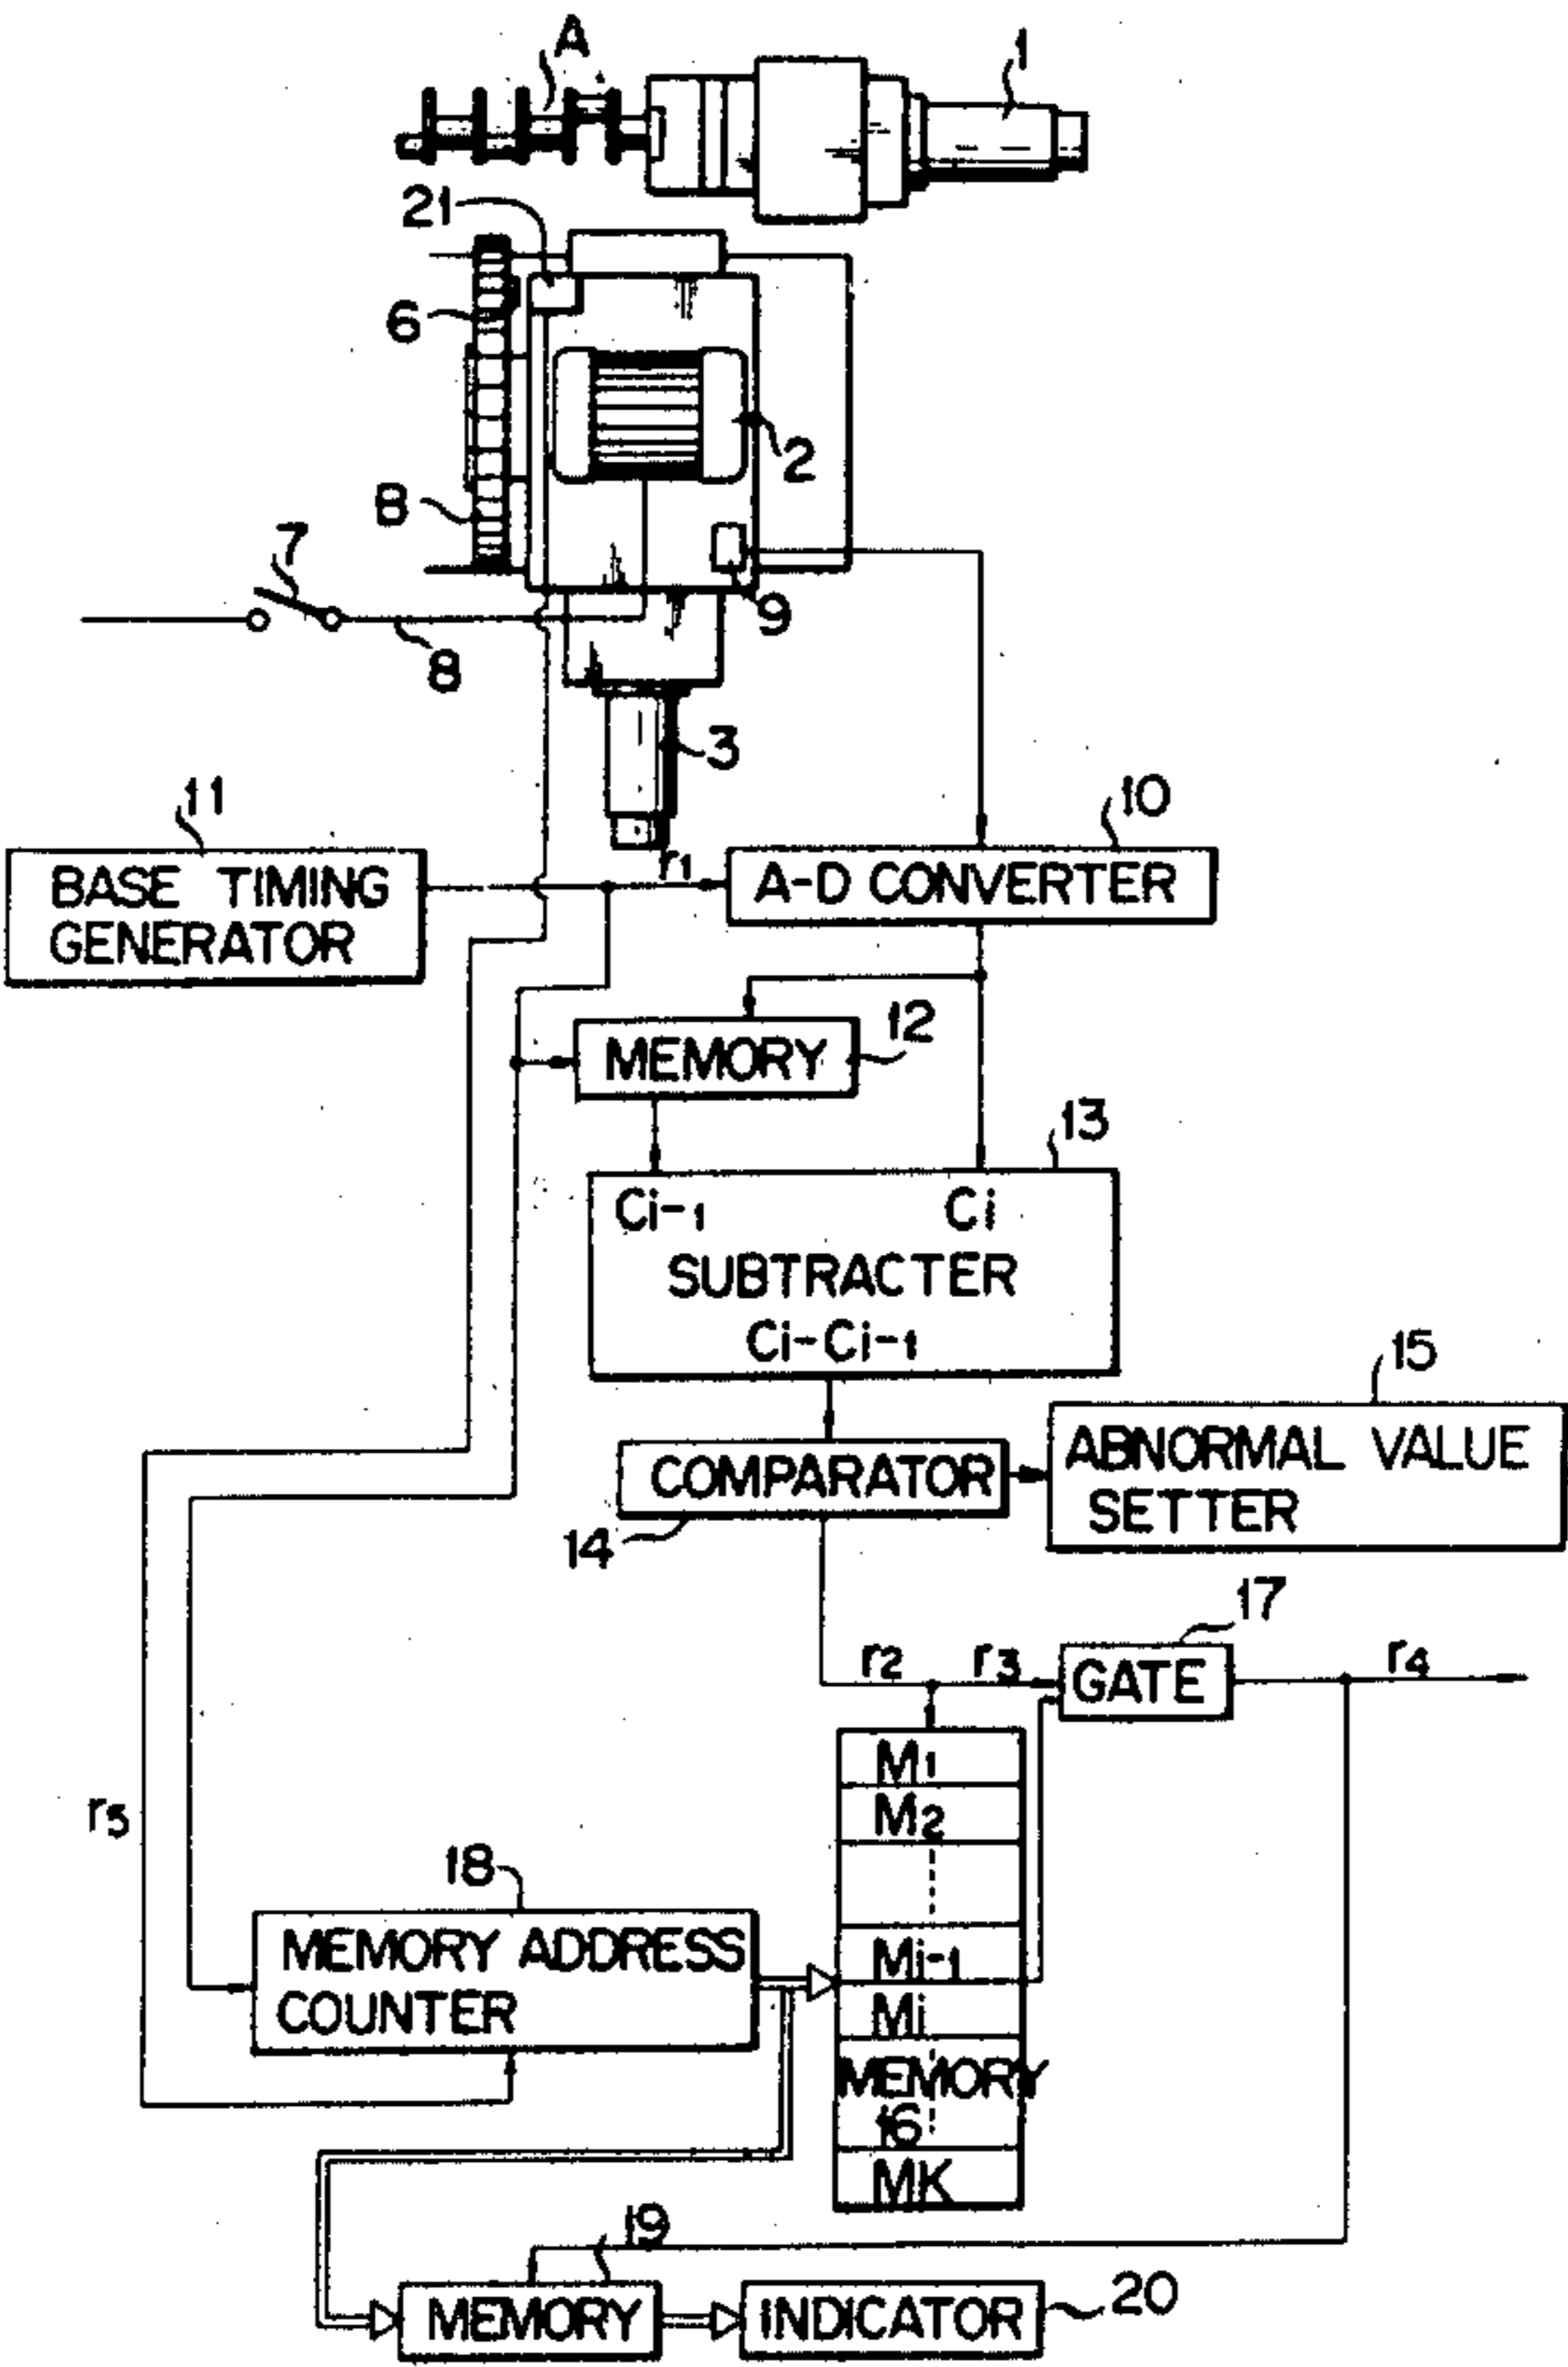 A
1
21
6
2
8
7
9
8
3
11
10
r1
BASE TIMING
GENERATOR
A-D CONVERTER
12
MEMORY
13
Ci-1
Ci
SUBTRACTER
Ci-Ci-1
15
COMPARATOR
ABNORMAL VALUE
SETTER
14
17
r2
r3
GATE
r4
M1
M2
r5
18
MEMORY ADDRESS
COUNTER
Mi-1
Mi
MEMORY
16
MK
19
MEMORY
INDICATOR
20